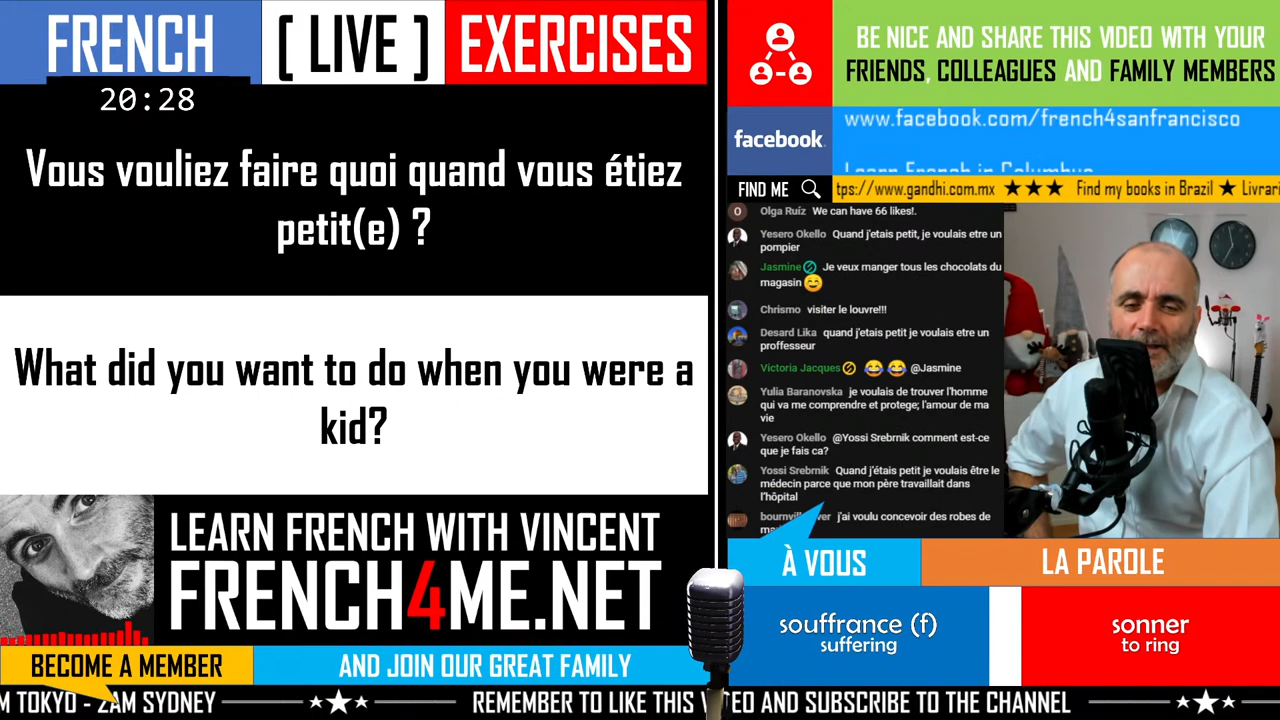 FRENCH
[ LIVE ]
EXERCISES
20:28
Vous vouliez faire quoi quand vous étiez
petit(e) ?
What did you want to do when you were a
kid?
LEARN FRENCH WITH VINCENT
FRENCH4ME.NET
BECOME A MEMBER
AND JOIN OUR GREAT FAMILY
BE NICE AND SHARE THIS VIDEO WITH YOUR
FRIENDS, COLLEAGUES AND FAMILY MEMBERS
facebook.
www.facebook.com/french4sanfrancisco
Learn French in Columbus
FIND ME
tps://www.gandhi.com.mx ★★★ Find my books in Brazil ★ Livrari
O Olga Ruíz We can have 66 likes!.
Yesero Okello Quand j'etais petit, je voulais etre un
pompier
Jasmine Je veux manger tous les chocolats du
magasin 😊
Chrismo visiter le louvre!!!
Desard Lika quand j'etais petit je voulais etre un
proffesseur
Victoria Jacques 😂 😂 @Jasmine
Yulia Baranovska je voulais de trouver l'homme
qui va me comprendre et protege; l'amour de ma
vie
Yesero Okello @Yossi Srebrnik comment est-ce
que je fais ca?
Yossi Srebrnik Quand j'étais petit je voulais être le
médecin parce que mon père travaillait dans
l'hôpital
j'ai voulu concevoir des robes de
À VOUS
LA PAROLE
souffrance (f)
suffering
sonner
to ring
M TOKYO - 2AM SYDNEY
REMEMBER TO LIKE THIS VIDEO AND SUBSCRIBE TO THE CHANNEL